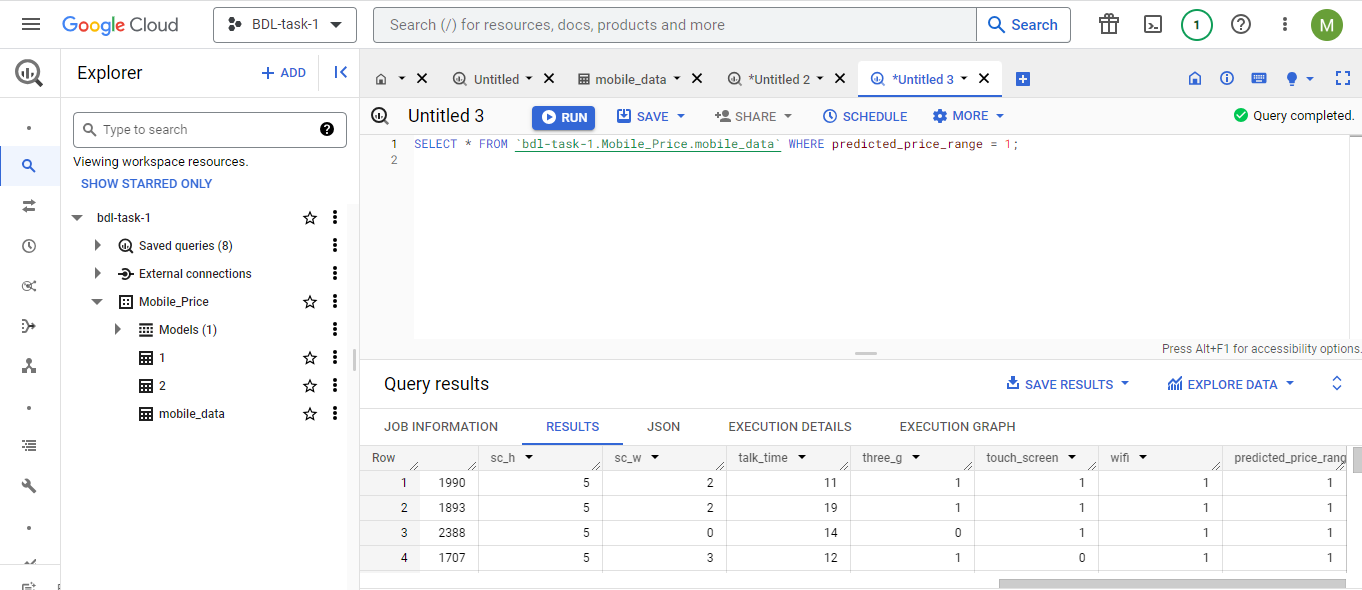 Google Cloud
BDL-task-1
Search (/) for resources, docs, products and more
Search
1
M
Explorer
+ ADD
Untitled
mobile_data
*Untitled 2
*Untitled 3
Type to search
Viewing workspace resources.
SHOW STARRED ONLY
bdl-task-1
Saved queries (8)
External connections
Mobile_Price
Models (1)
1
2
mobile_data
Untitled 3
RUN
SAVE
SHARE
SCHEDULE
MORE
Query completed.
1 SELECT * FROM `bdl-task-1.Mobile_Price.mobile_data` WHERE predicted_price_range = 1;
2
Press Alt+F1 for accessibility options.
Query results
SAVE RESULTS
EXPLORE DATA
JOB INFORMATION RESULTS JSON EXECUTION DETAILS EXECUTION GRAPH
Row sc_h sc_w talk_time three_g touch_screen wifi predicted_price_rang
1 1990 5 2 11 1 1 1 1
2 1893 5 2 19 1 1 1 1
3 2388 5 0 14 0 1 1 1
4 1707 5 3 12 1 0 1 1